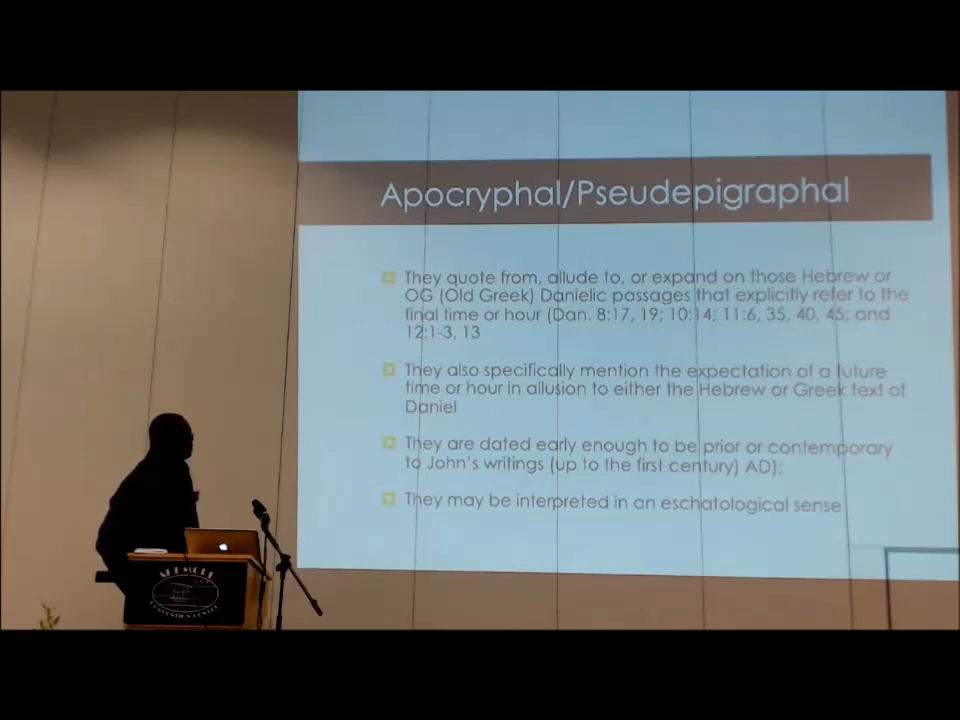 Apocryphal/Pseudepigraphal
They quote from, allude to, or expand on those Hebrew or
OG (Old Greek) Danielic passages that explicitly refer to the
final time or hour (Dan. 8:17, 19; 10:14; 11:6, 35, 40, 45; and
12:1-3, 13
They also specifically mention the expectation of a future
time or hour in allusion to either the Hebrew or Greek text of
Daniel
They are dated early enough to be prior or contemporary
to John's writings (up to the first century) AD);
They may be interpreted in an eschatological sense